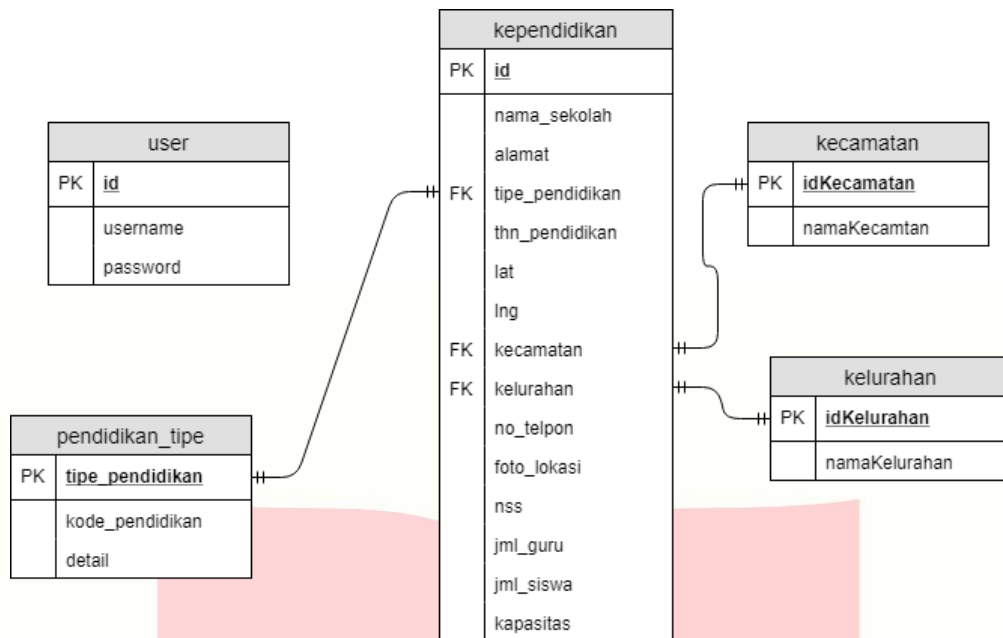 kependidikan
PK id
nama_sekolah
alamat
FK tipe_pendidikan
thn_pendidikan
lat
lng
FK kecamatan
FK kelurahan
no_telpon
foto_lokasi
nss
jml_guru
jml_siswa
kapasitas
user
PK id
username
password
kecamatan
PK idKecamatan
namaKecamtan
kelurahan
PK idKelurahan
namaKelurahan
pendidikan_tipe
PK tipe_pendidikan
kode_pendidikan
detail